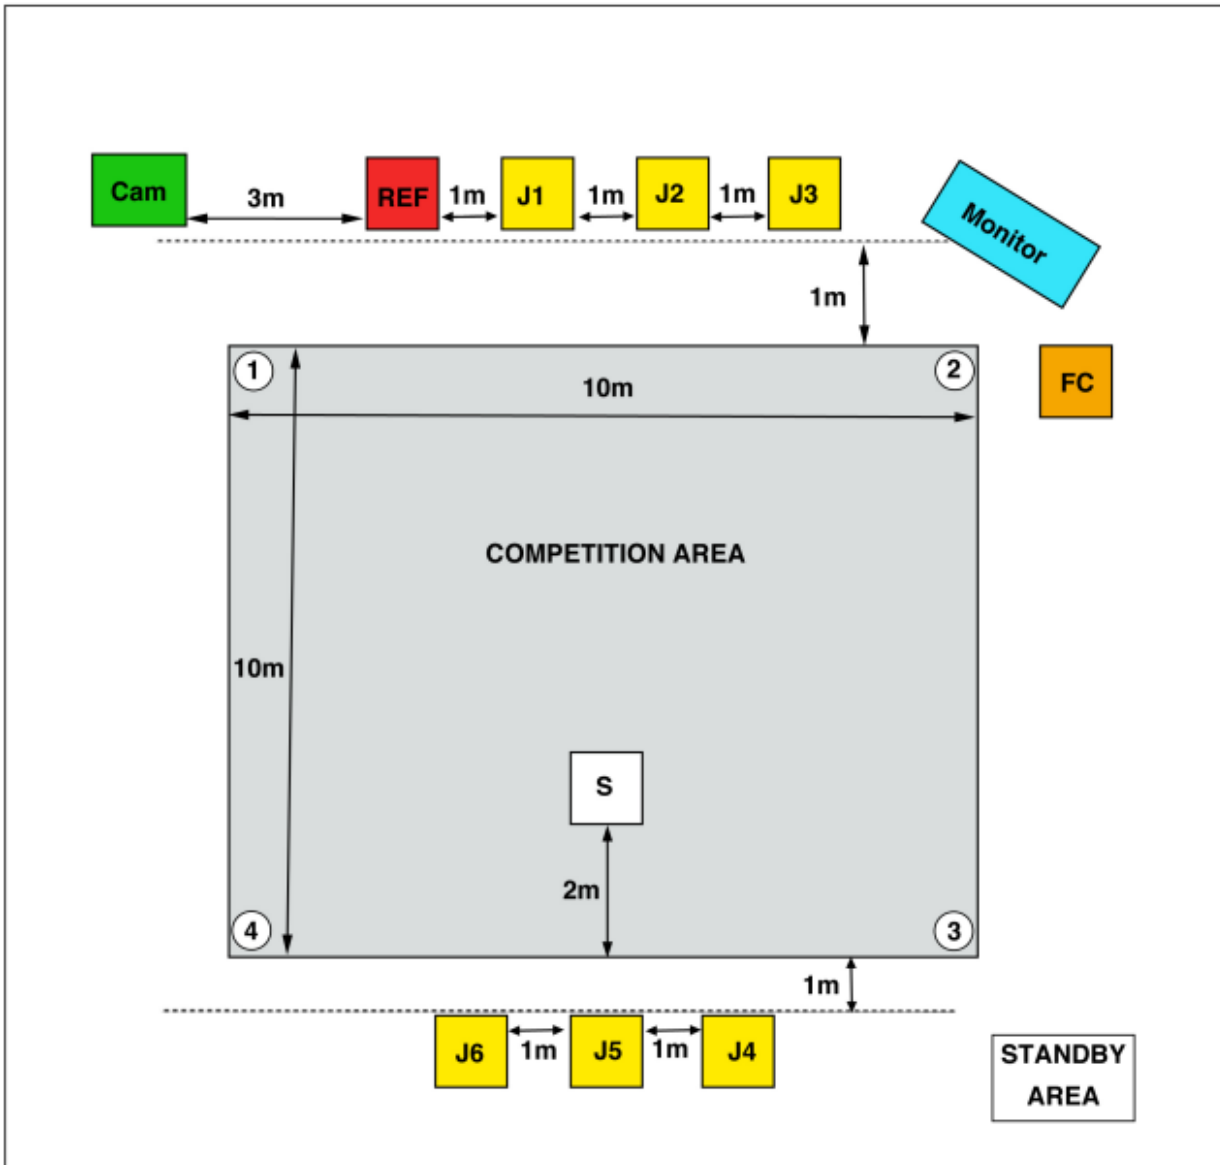 Cam
3m
REF
1m
J1
1m
J2
1m
J3
Monitor
1m
1
2
FC
10m
COMPETITION AREA
10m
S
2m
4
3
1m
J6
1m
J5
1m
J4
STANDBY
AREA